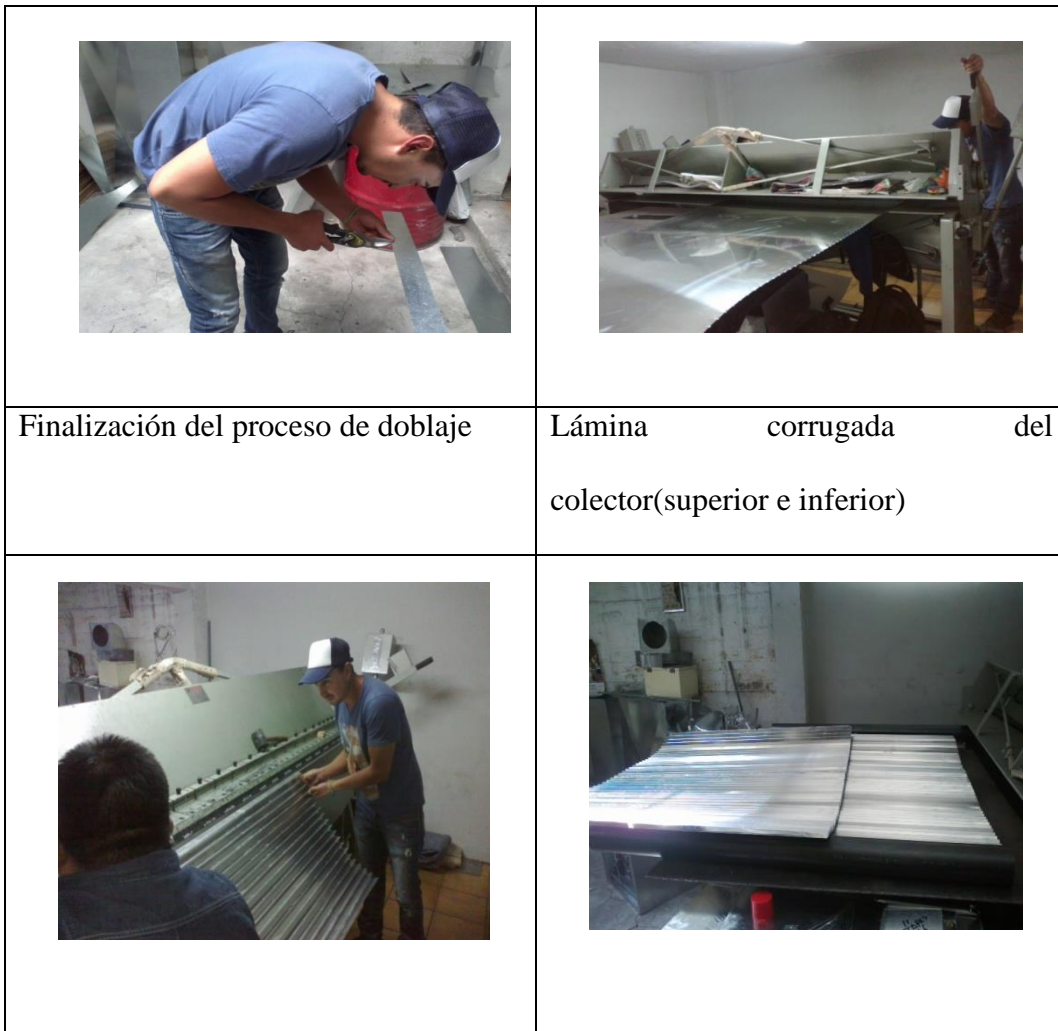 Finalización del proceso de doblaje
Lámina corrugada del
colector(superior e inferior)